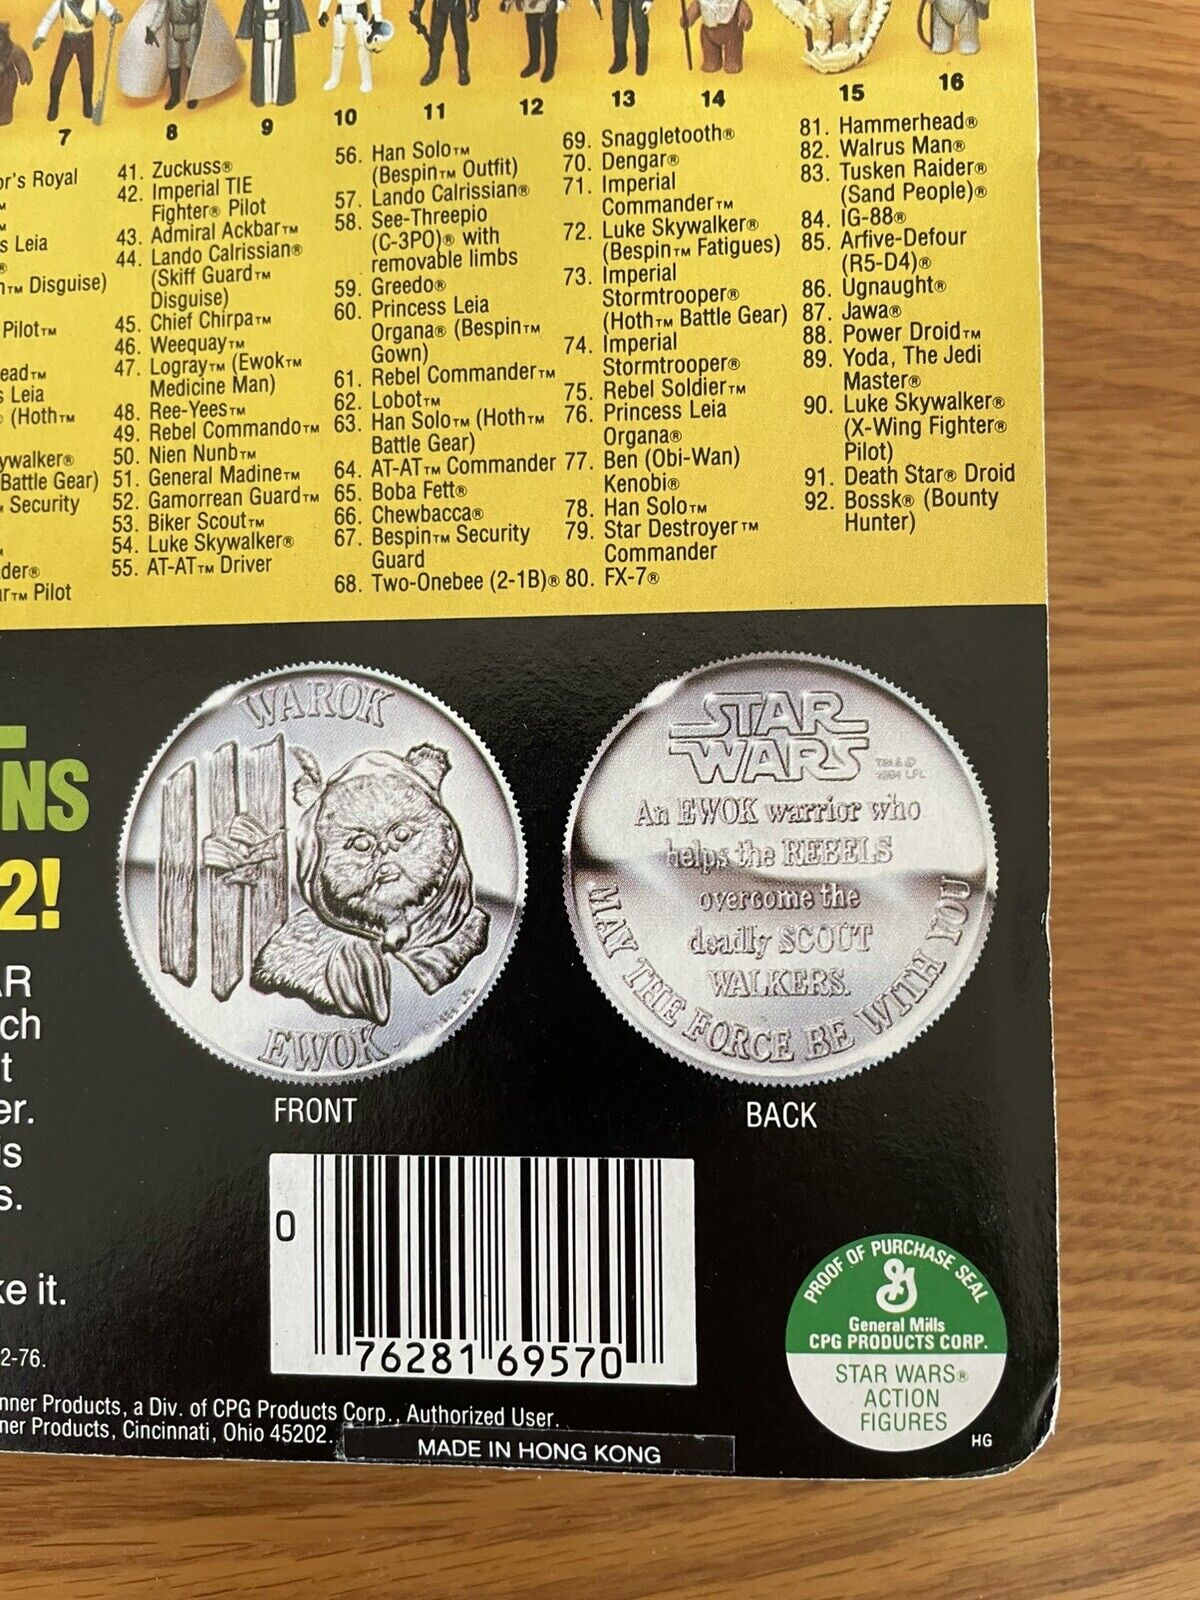 7
8
9
10
11
12
13
14
15
16
or's Royal
™
™
s Leia
®
n™ Disguise)
Pilot™
ead™
s Leia
® (Hoth™
ywalker®
Battle Gear)
Security
™
der®
r™ Pilot
41. Zuckuss®
42. Imperial TIE
Fighter® Pilot
43. Admiral Ackbar™
44. Lando Calrissian®
(Skiff Guard™
Disguise)
45. Chief Chirpa™
46. Weequay™
47. Logray™ (Ewok™
Medicine Man)
48. Ree-Yees™
49. Rebel Commando™
50. Nien Nunb™
51. General Madine™
52. Gamorrean Guard™
53. Biker Scout™
54. Luke Skywalker®
55. AT-AT™ Driver
56. Han Solo™
(Bespin™ Outfit)
57. Lando Calrissian®
58. See-Threepio
(C-3PO)® with
removable limbs
59. Greedo®
60. Princess Leia
Organa® (Bespin™
Gown)
61. Rebel Commander™
62. Lobot™
63. Han Solo™ (Hoth™
Battle Gear)
64. AT-AT™ Commander
65. Boba Fett®
66. Chewbacca®
67. Bespin™ Security
Guard
68. Two-Onebee (2-1B)®
69. Snaggletooth®
70. Dengar®
71. Imperial
Commander™
72. Luke Skywalker®
(Bespin™ Fatigues)
73. Imperial
Stormtrooper®
(Hoth™ Battle Gear)
74. Imperial
Stormtrooper®
75. Rebel Soldier™
76. Princess Leia
Organa®
77. Ben (Obi-Wan)
Kenobi®
78. Han Solo™
79. Star Destroyer™
Commander
80. FX-7®
81. Hammerhead®
82. Walrus Man®
83. Tusken Raider®
(Sand People)®
84. IG-88®
85. Arfive-Defour
(R5-D4)®
86. Ugnaught®
87. Jawa®
88. Power Droid™
89. Yoda, The Jedi
Master®
90. Luke Skywalker®
(X-Wing Fighter®
Pilot)
91. Death Star® Droid
92. Bossk® (Bounty
Hunter)
NS
2!
AR
ch
t
er.
is
s.
ke it.
2-76.
WAROK
EWOK
FRONT
STAR
WARS
TM & ©
1984 LFL
An EWOK warrior who
helps the REBELS
overcome the
deadly SCOUT
WALKERS.
MAY THE FORCE BE WITH YOU
BACK
0
76281 69570
PROOF OF PURCHASE SEAL
General Mills
CPG PRODUCTS CORP.
STAR WARS®
ACTION
FIGURES
HG
nner Products, a Div. of CPG Products Corp., Authorized User.
ner Products, Cincinnati, Ohio 45202.
MADE IN HONG KONG